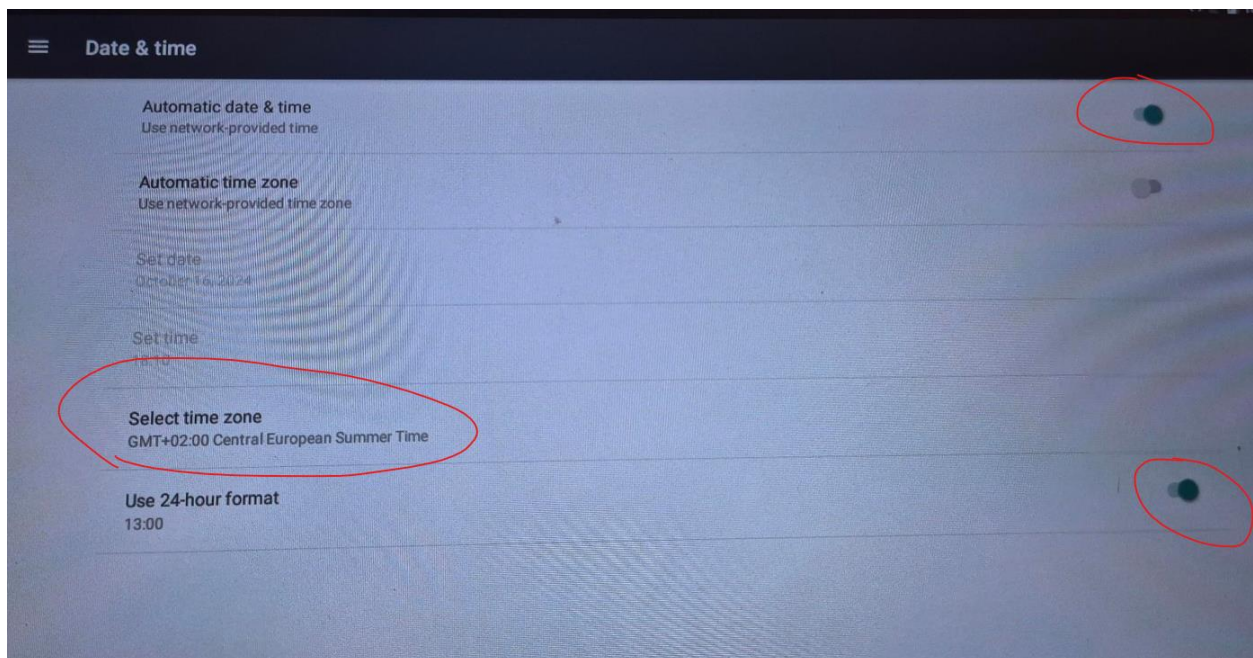 Date & time
Automatic date & time
Use network-provided time
Automatic time zone
Use network-provided time zone
Set date
October 16, 2024
Set time
18:10
Select time zone
GMT+02:00 Central European Summer Time
Use 24-hour format
13:00